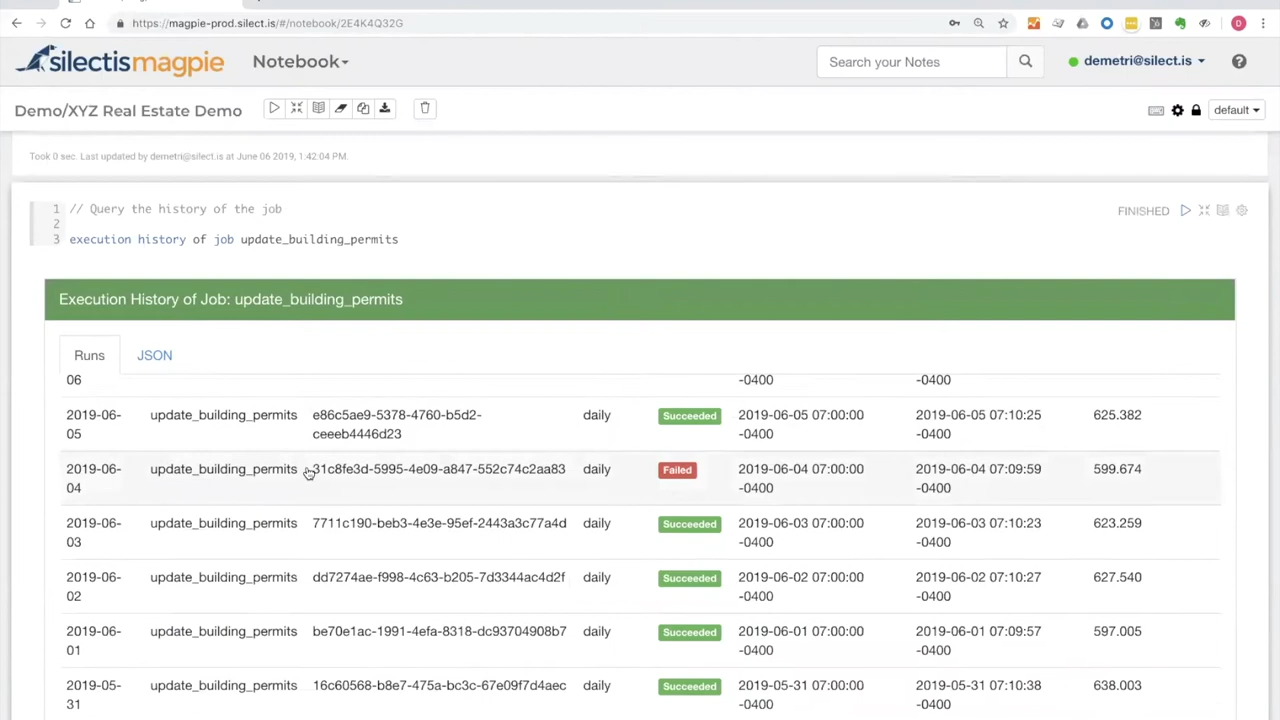 https://magpie-prod.silect.is/#/notebook/2E4K4Q32G
silectismagpie
Notebook
Search your Notes
demetri@silect.is
Demo/XYZ Real Estate Demo
default
Took 0 sec. Last updated by demetri@silect.is at June 06 2019, 1:42:04 PM.
1 // Query the history of the job
2
3 execution history of job update_building_permits
FINISHED
Execution History of Job: update_building_permits
Runs JSON
06 -0400 -0400
2019-06- update_building_permits e86c5ae9-5378-4760-b5d2- daily Succeeded 2019-06-05 07:00:00 2019-06-05 07:10:25 625.382
05 ceeeb4446d23 -0400 -0400
2019-06- update_building_permits 31c8fe3d-5995-4e09-a847-552c74c2aa83 daily Failed 2019-06-04 07:00:00 2019-06-04 07:09:59 599.674
04 -0400 -0400
2019-06- update_building_permits 7711c190-beb3-4e3e-95ef-2443a3c77a4d daily Succeeded 2019-06-03 07:00:00 2019-06-03 07:10:23 623.259
03 -0400 -0400
2019-06- update_building_permits dd7274ae-f998-4c63-b205-7d3344ac4d2f daily Succeeded 2019-06-02 07:00:00 2019-06-02 07:10:27 627.540
02 -0400 -0400
2019-06- update_building_permits be70e1ac-1991-4efa-8318-dc93704908b7 daily Succeeded 2019-06-01 07:00:00 2019-06-01 07:09:57 597.005
01 -0400 -0400
2019-05- update_building_permits 16c60568-b8e7-475a-bc3c-67e09f7d4aec daily Succeeded 2019-05-31 07:00:00 2019-05-31 07:10:38 638.003
31 -0400 -0400